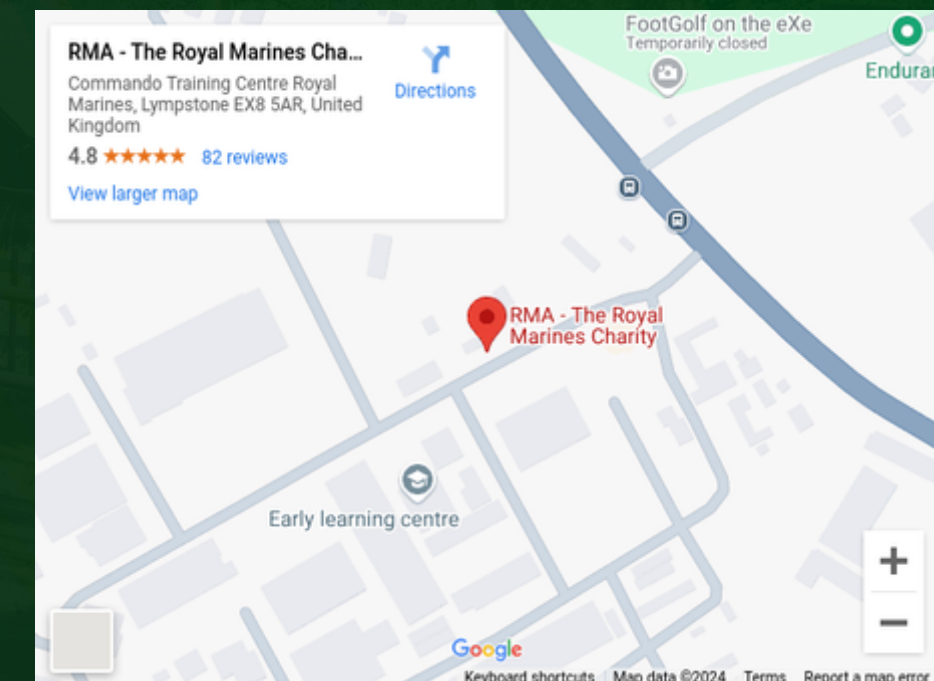 RMA - The Royal Marines Cha...
Commando Training Centre Royal
Marines, Lympstone EX8 5AR, United
Kingdom
4.8 ★★★★★ 82 reviews
View larger map
Directions
FootGolf on the eXe
Temporarily closed
Enduran
RMA - The Royal
Marines Charity
Early learning centre
+
−
Google
Keyboard shortcuts Map data ©2024 Terms Report a map error